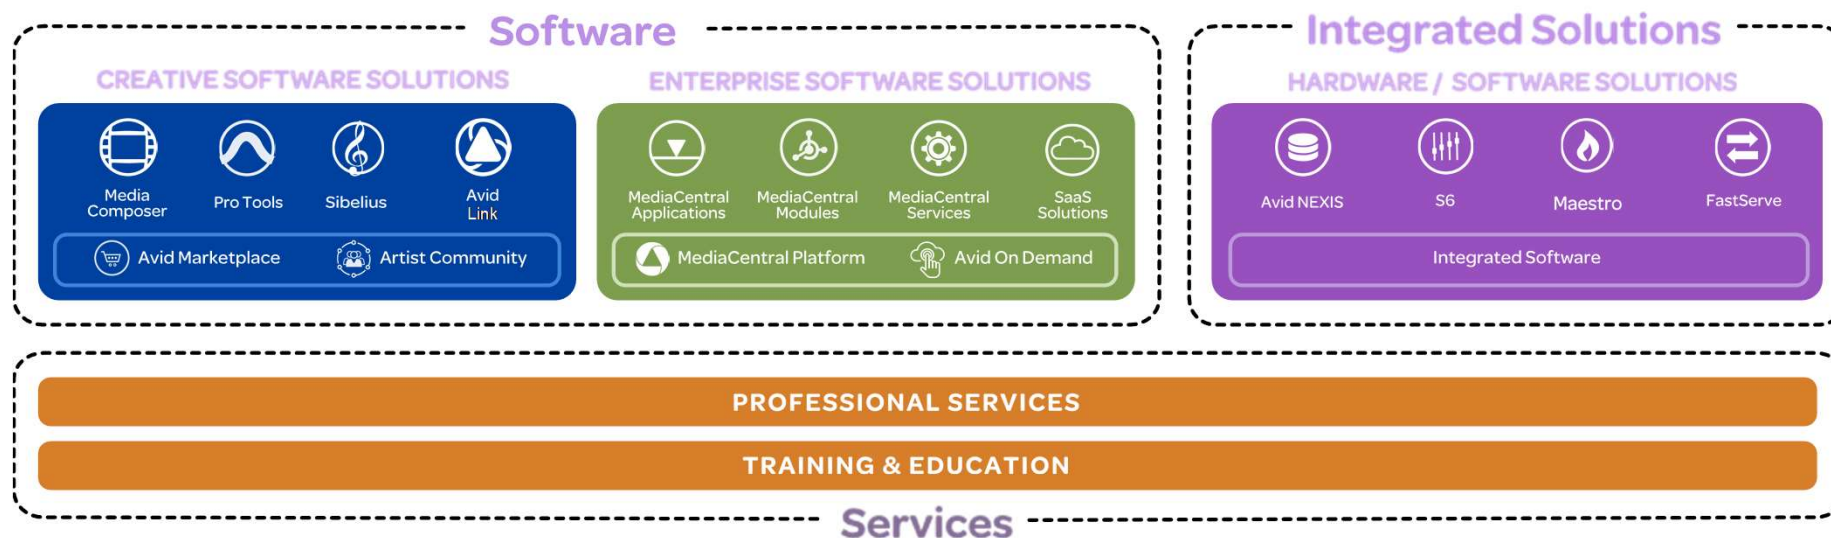 Software
CREATIVE SOFTWARE SOLUTIONS
Media
Composer
Pro Tools
Sibelius
Avid
Link
Avid Marketplace
Artist Community
ENTERPRISE SOFTWARE SOLUTIONS
MediaCentral
Applications
MediaCentral
Modules
MediaCentral
Services
SaaS
Solutions
MediaCentral Platform
Avid On Demand
Integrated Solutions
HARDWARE / SOFTWARE SOLUTIONS
Avid NEXIS
S6
Maestro
FastServe
Integrated Software
PROFESSIONAL SERVICES
TRAINING & EDUCATION
Services